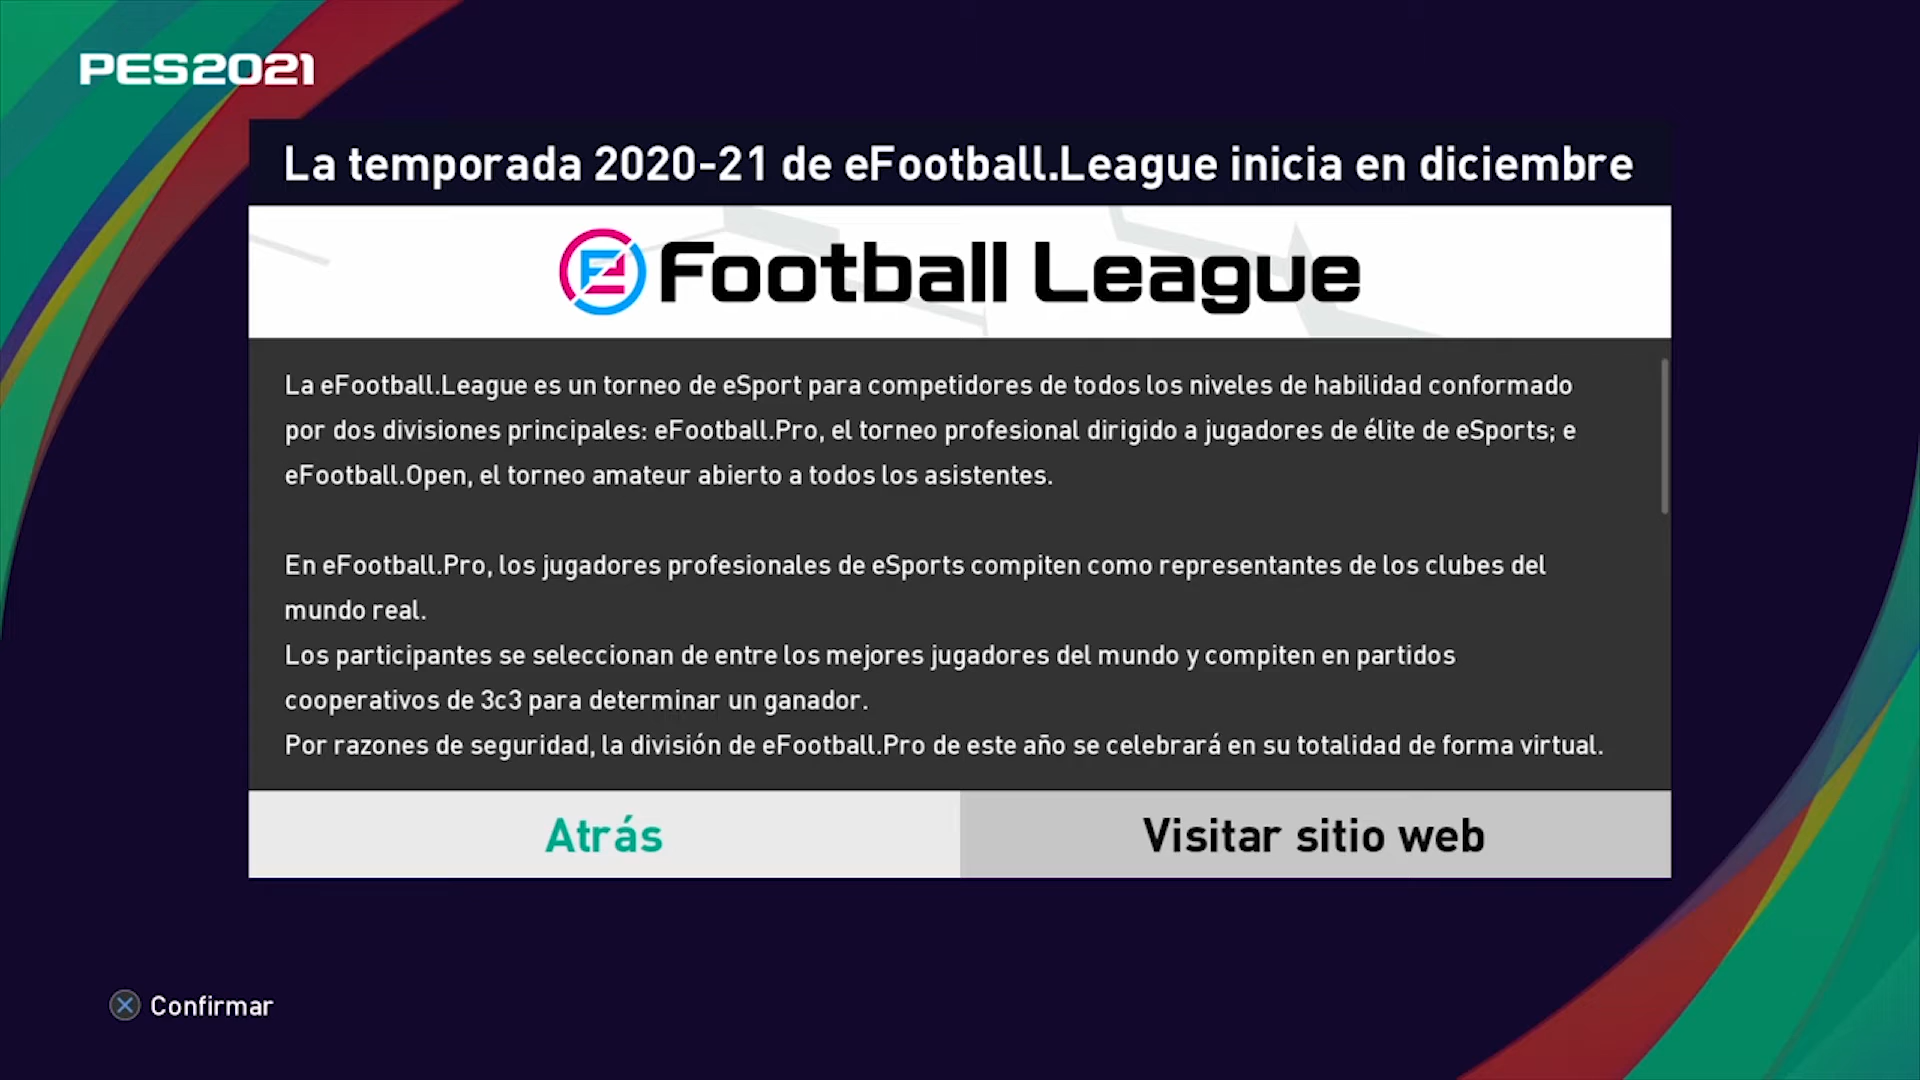 PES2021
La temporada 2020-21 de eFootball.League inicia en diciembre
eFootball League
La eFootball.League es un torneo de eSport para competidores de todos los niveles de habilidad conformado
por dos divisiones principales: eFootball.Pro, el torneo profesional dirigido a jugadores de élite de eSports; e
eFootball.Open, el torneo amateur abierto a todos los asistentes.
En eFootball.Pro, los jugadores profesionales de eSports compiten como representantes de los clubes del
mundo real.
Los participantes se seleccionan de entre los mejores jugadores del mundo y compiten en partidos
cooperativos de 3c3 para determinar un ganador.
Por razones de seguridad, la división de eFootball.Pro de este año se celebrará en su totalidad de forma virtual.
Atrás
Visitar sitio web
Confirmar